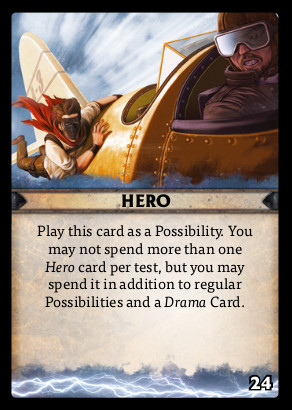 HERO
Play this card as a Possibility. You
may not spend more than one
Hero card per test, but you may
spend it in addition to regular
Possibilities and a Drama Card.
24